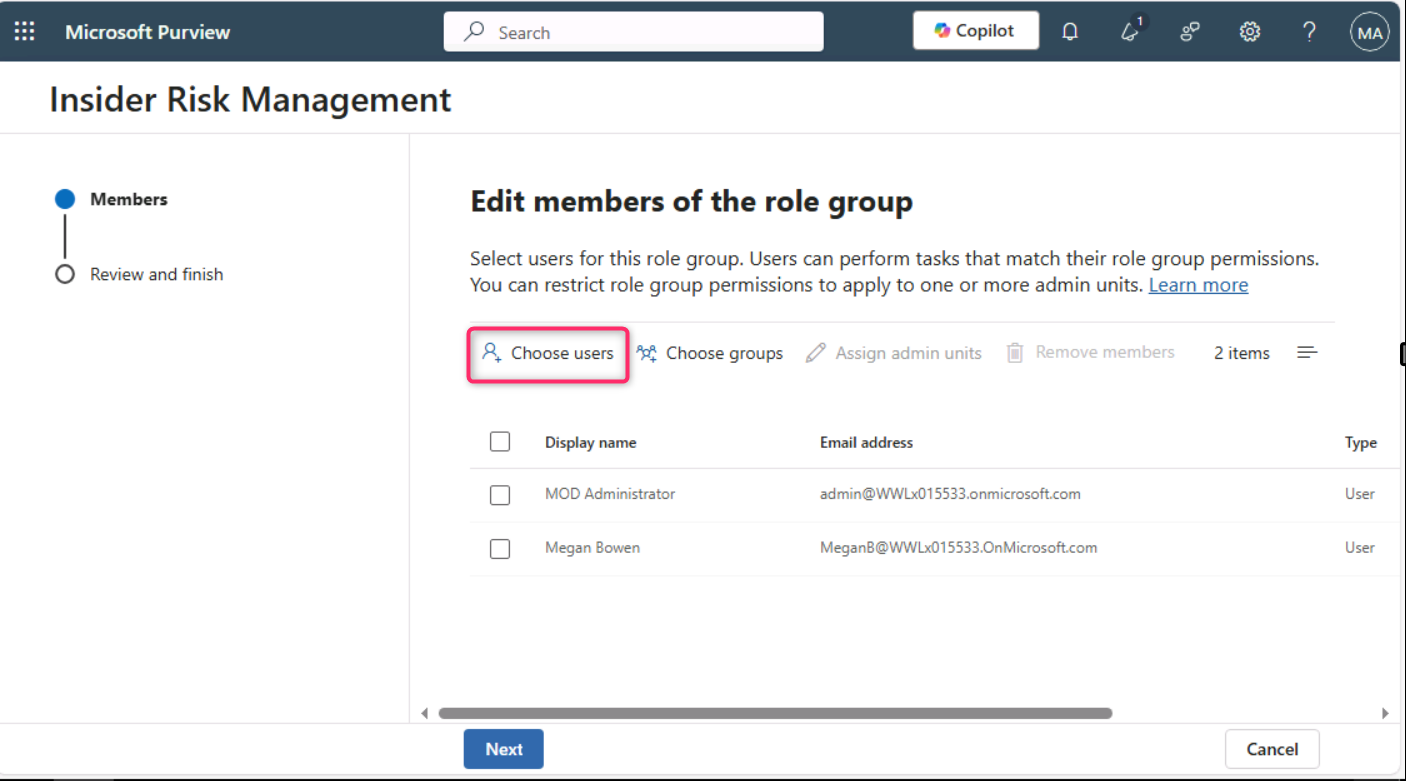 Microsoft Purview
Search
Copilot
1
?
MA
Insider Risk Management
Members
Review and finish
Edit members of the role group
Select users for this role group. Users can perform tasks that match their role group permissions.
You can restrict role group permissions to apply to one or more admin units. Learn more
Choose users Choose groups Assign admin units Remove members 2 items
Display name Email address Type
MOD Administrator admin@WWLx015533.onmicrosoft.com User
Megan Bowen MeganB@WWLx015533.OnMicrosoft.com User
Next Cancel